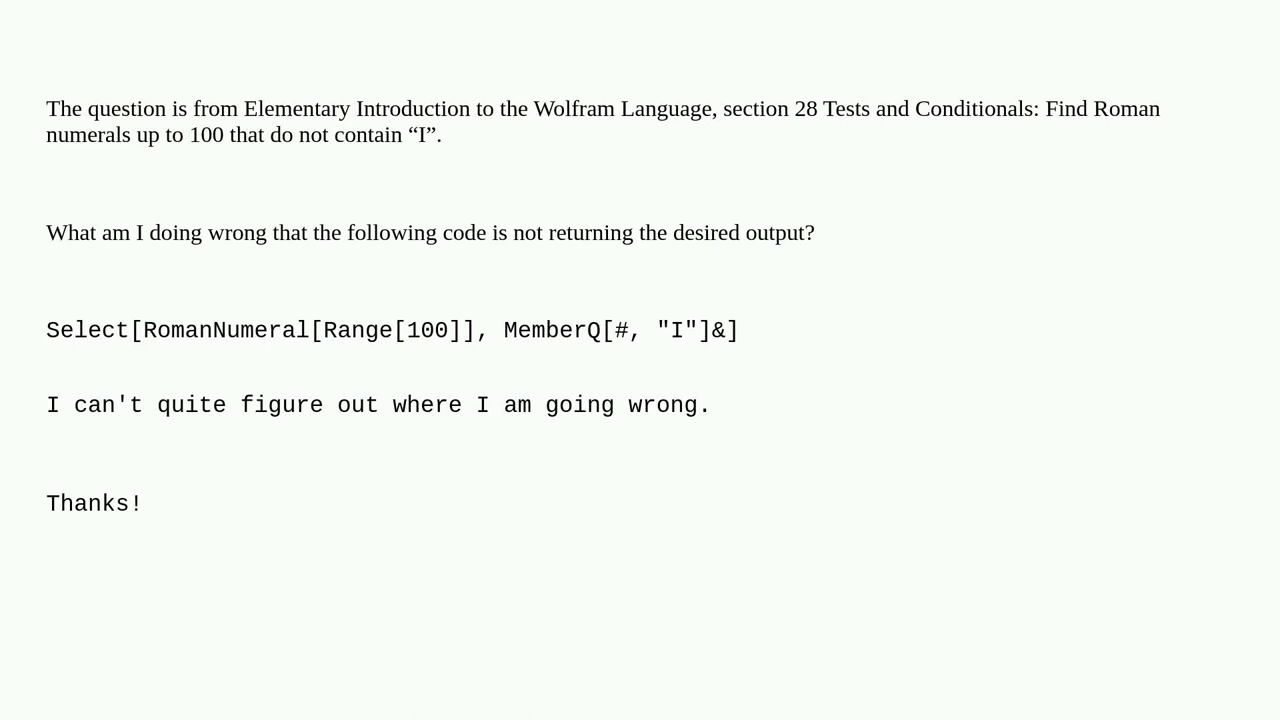 The question is from Elementary Introduction to the Wolfram Language, section 28 Tests and Conditionals: Find Roman
numerals up to 100 that do not contain “I”.
What am I doing wrong that the following code is not returning the desired output?
Select[RomanNumeral[Range[100]], MemberQ[#, "I"]&]
I can't quite figure out where I am going wrong.
Thanks!